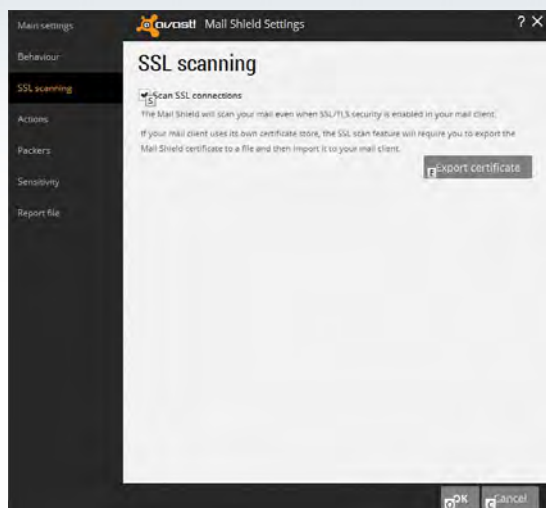 Main settings
Behaviour
SSL scanning
Actions
Packers
Sensitivity
Report file
avast! Mail Shield Settings
? ×
SSL scanning
Scan SSL connections
S
The Mail Shield will scan your mail even when SSL/TLS security is enabled in your mail client.
If your mail client uses its own certificate store, the SSL scan feature will require you to export the
Mail Shield certificate to a file and then import it to your mail client.
E Export certificate
O OK
C Cancel